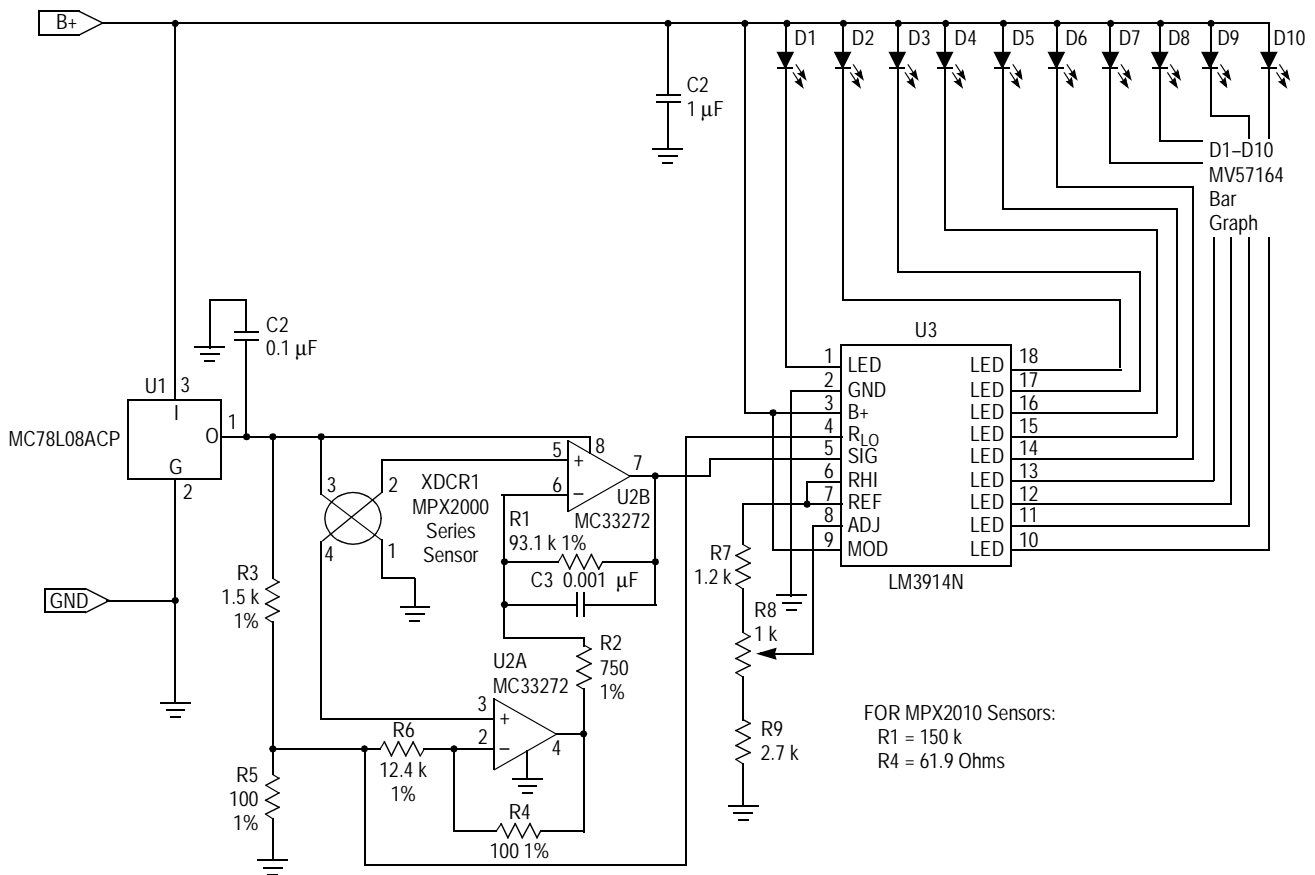 B+
D1
D2
D3
D4
D5
D6
D7
D8
D9
D10
C2
1 µF
D1–D10
MV57164
Bar
Graph
C2
0.1 µF
U1
3
I
MC78L08ACP
O
1
G
2
GND
U3
1
LED
2
GND
3
B+
4
RLO
5
SIG
6
RHI
7
REF
8
ADJ
9
MOD
LED
18
LED
17
LED
16
LED
15
LED
14
LED
13
LED
12
LED
11
LED
10
LM3914N
3
2
4
1
XDCR1
MPX2000
Series
Sensor
5
+
8
7
6
–
U2B
MC33272
R1
93.1 k 1%
C3 0.001 µF
R3
1.5 k
1%
R2
750
1%
U2A
MC33272
3
+
2
–
4
R6
12.4 k
1%
R4
100 1%
R5
100
1%
R7
1.2 k
R8
1 k
R9
2.7 k
FOR MPX2010 Sensors:
R1 = 150 k
R4 = 61.9 Ohms